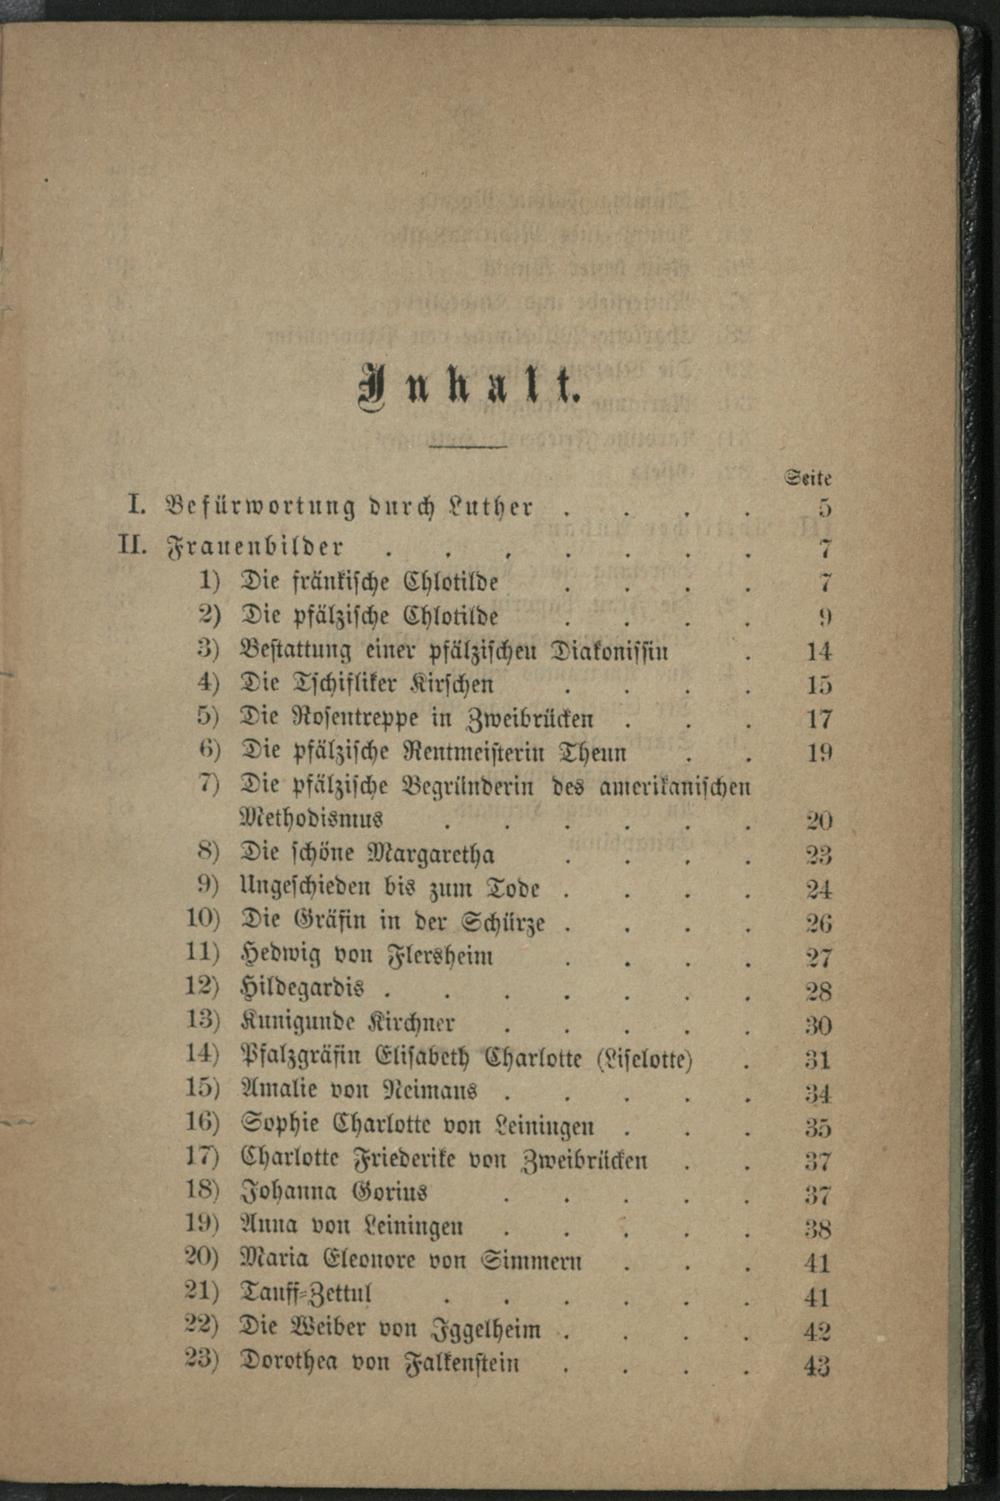 Inhalt.
Seite
I. Befürwortung durch Luther . . . . 5
II. Frauenbilder . . . . . . . 7
1) Die fränkische Chlotilde . . . . 7
2) Die pfälzische Chlotilde . . . . 9
3) Bestattung einer pfälzischen Diakonissin . 14
4) Die Tschifliker Kirschen . . . . 15
5) Die Rosentreppe in Zweibrücken . . . 17
6) Die pfälzische Rentmeisterin Theun . . 19
7) Die pfälzische Begründerin des amerikanischen
Methodismus . . . . . . 20
8) Die schöne Margaretha . . . . 23
9) Ungeschieden bis zum Tode . . . . 24
10) Die Gräfin in der Schürze . . . . 26
11) Hedwig von Flersheim . . . . 27
12) Hildegardis . . . . . . . 28
13) Kunigunde Kirchner . . . . . 30
14) Pfalzgräfin Elisabeth Charlotte (Liselotte) . 31
15) Amalie von Neimans . . . . . 34
16) Sophie Charlotte von Leiningen . . . 35
17) Charlotte Friederike von Zweibrücken . . 37
18) Johanna Gorius . . . . . 37
19) Anna von Leiningen . . . . . 38
20) Maria Eleonore von Simmern . . . 41
21) Tauff-Zettul . . . . . . 41
22) Die Weiber von Iggelheim . . . . 42
23) Dorothea von Falkenstein . . . . 43